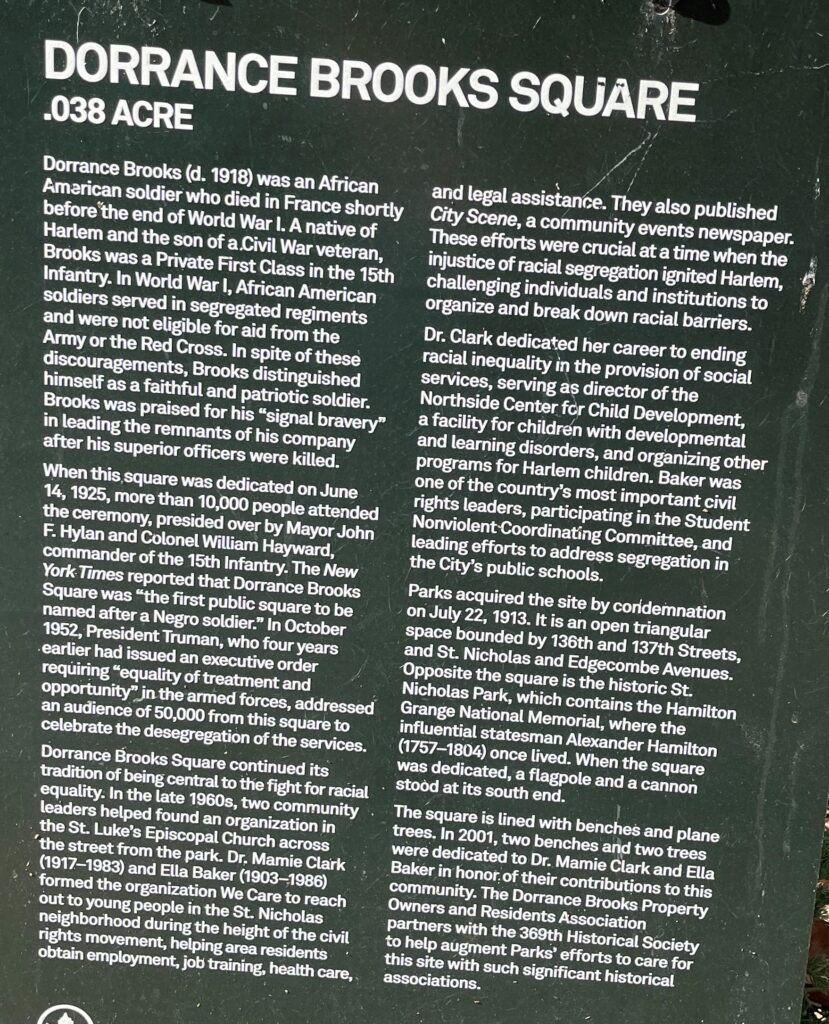 DORRANCE BROOKS SQUARE
.038 ACRE
Dorrance Brooks (d. 1918) was an African
American soldier who died in France shortly
before the end of World War I. A native of
Harlem and the son of a Civil War veteran,
Brooks was a Private First Class in the 15th
Infantry. In World War I, African American
soldiers served in segregated regiments
and were not eligible for aid from the
Army or the Red Cross. In spite of these
discouragements, Brooks distinguished
himself as a faithful and patriotic soldier.
Brooks was praised for his “signal bravery”
in leading the remnants of his company
after his superior officers were killed.
When this square was dedicated on June
14, 1925, more than 10,000 people attended
the ceremony, presided over by Mayor John
F. Hylan and Colonel William Hayward,
commander of the 15th Infantry. The New
York Times reported that Dorrance Brooks
Square was “the first public square to be
named after a Negro soldier.” In October
1952, President Truman, who four years
earlier had issued an executive order
requiring “equality of treatment and
opportunity” in the armed forces, addressed
an audience of 50,000 from this square to
celebrate the desegregation of the services.
Dorrance Brooks Square continued its
tradition of being central to the fight for racial
equality. In the late 1960s, two community
leaders helped found an organization in
the St. Luke’s Episcopal Church across
the street from the park. Dr. Mamie Clark
(1917–1983) and Ella Baker (1903–1986)
formed the organization We Care to reach
out to young people in the St. Nicholas
neighborhood during the height of the civil
rights movement, helping area residents
obtain employment, job training, health care,
and legal assistance. They also published
City Scene, a community events newspaper.
These efforts were crucial at a time when the
injustice of racial segregation ignited Harlem,
challenging individuals and institutions to
organize and break down racial barriers.
Dr. Clark dedicated her career to ending
racial inequality in the provision of social
services, serving as director of the
Northside Center for Child Development,
a facility for children with developmental
and learning disorders, and organizing other
programs for Harlem children. Baker was
one of the country’s most important civil
rights leaders, participating in the Student
Nonviolent Coordinating Committee, and
leading efforts to address segregation in
the City’s public schools.
Parks acquired the site by condemnation
on July 22, 1913. It is an open triangular
space bounded by 136th and 137th Streets,
and St. Nicholas and Edgecombe Avenues.
Opposite the square is the historic St.
Nicholas Park, which contains the Hamilton
Grange National Memorial, where the
influential statesman Alexander Hamilton
(1757–1804) once lived. When the square
was dedicated, a flagpole and a cannon
stood at its south end.
The square is lined with benches and plane
trees. In 2001, two benches and two trees
were dedicated to Dr. Mamie Clark and Ella
Baker in honor of their contributions to this
community. The Dorrance Brooks Property
Owners and Residents Association
partners with the 369th Historical Society
to help augment Parks’ efforts to care for
this site with such significant historical
associations.